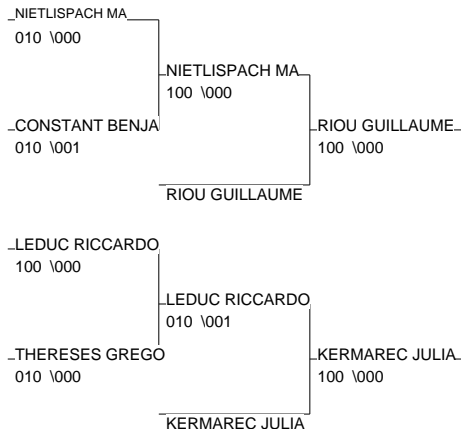 NIETLISPACH MA
010 \000
NIETLISPACH MA
100 \000
CONSTANT BENJA
010 \001
RIOU GUILLAUME
100 \000
RIOU GUILLAUME
LEDUC RICCARDO
100 \000
LEDUC RICCARDO
010 \001
THERESES GREGO
010 \000
KERMAREC JULIA
100 \000
KERMAREC JULIA